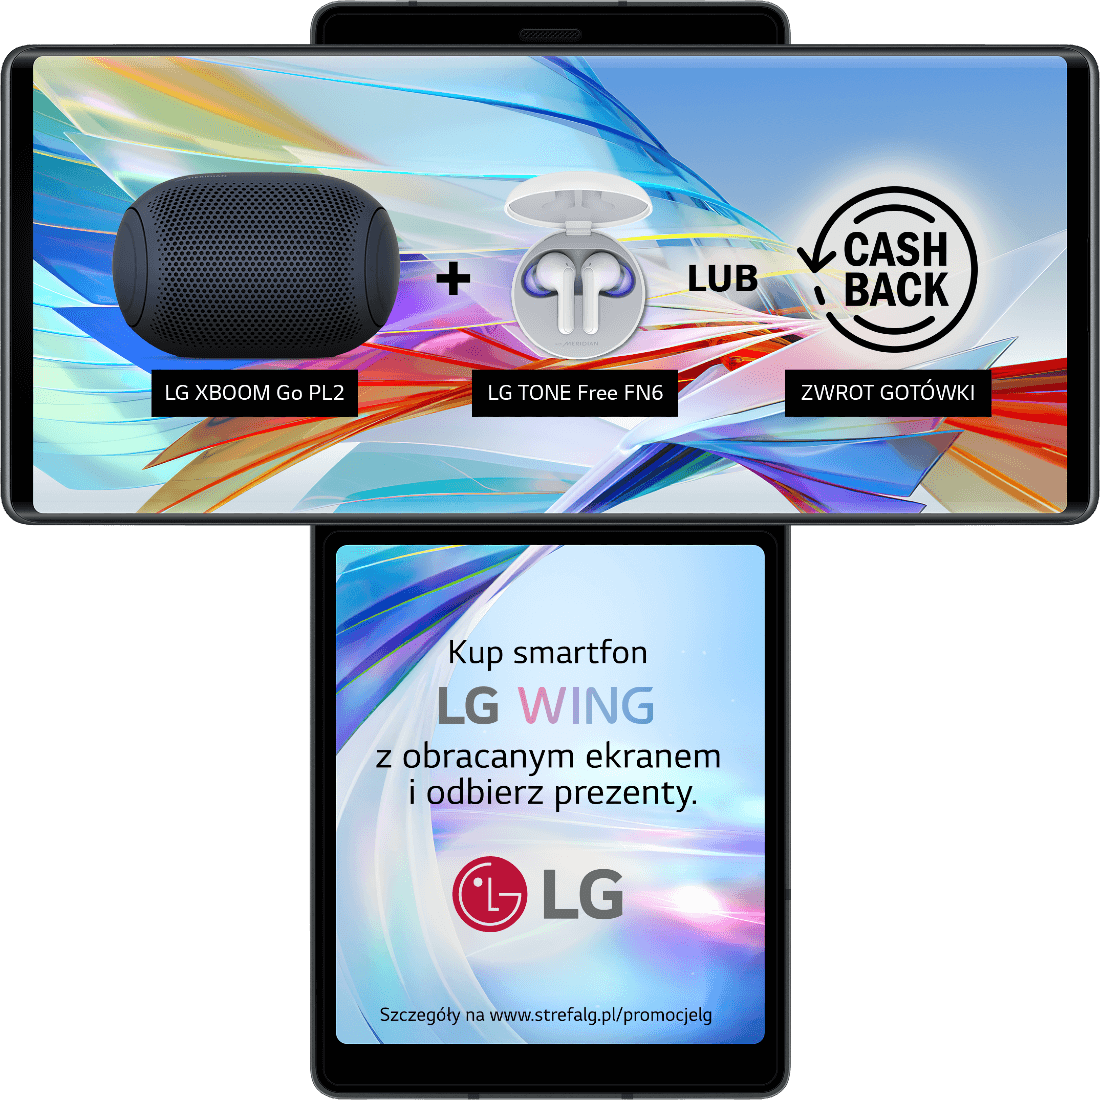 +
LUB
CASH
BACK
MERIDIAN
LG XBOOM Go PL2
LG TONE Free FN6
ZWROT GOTÓWKI
Kup smartfon
LG WING
z obracanym ekranem
i odbierz prezenty.
LG
Szczegóły na www.strefalg.pl/promocjelg